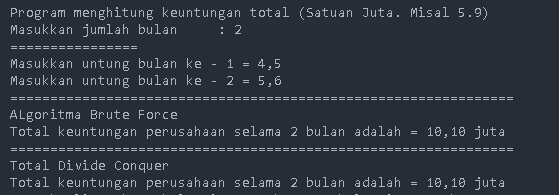 Program menghitung keuntungan total (Satuan Juta. Misal 5.9)
Masukkan jumlah bulan     : 2
================
Masukkan untung bulan ke - 1 = 4,5
Masukkan untung bulan ke - 2 = 5,6
===============================================================
ALgoritma Brute Force
Total keuntungan perusahaan selama 2 bulan adalah = 10,10 juta
===============================================================
Total Divide Conquer
Total keuntungan perusahaan selama 2 bulan adalah = 10,10 juta